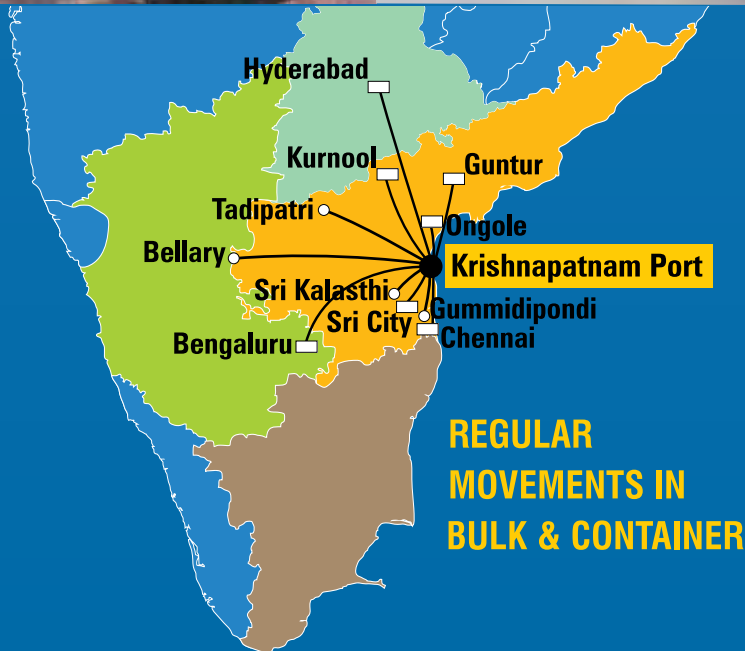 Hyderabad
Kurnool
Guntur
Tadipatri
Ongole
Bellary
Krishnapatnam Port
Sri Kalasthi
Gummidipondi
Sri City
Chennai
Bengaluru
REGULAR
MOVEMENTS IN
BULK & CONTAINER